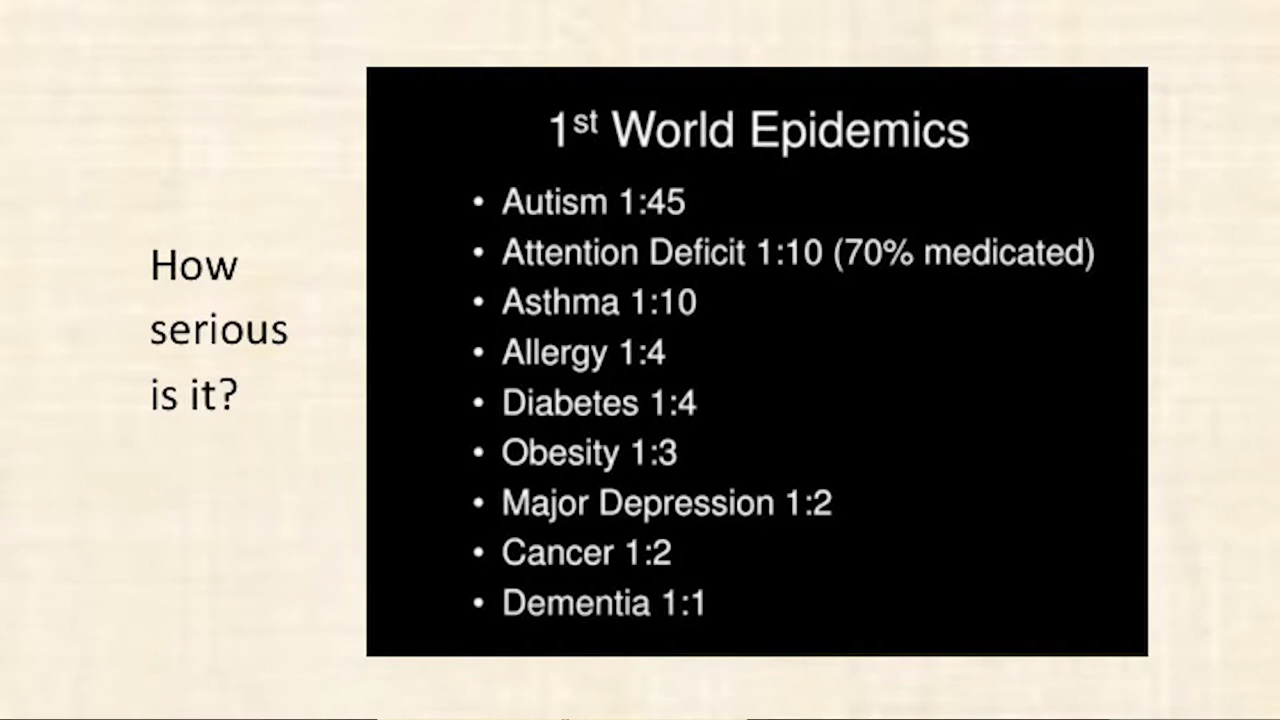 How
serious
is it?
1st World Epidemics
• Autism 1:45
• Attention Deficit 1:10 (70% medicated)
• Asthma 1:10
• Allergy 1:4
• Diabetes 1:4
• Obesity 1:3
• Major Depression 1:2
• Cancer 1:2
• Dementia 1:1